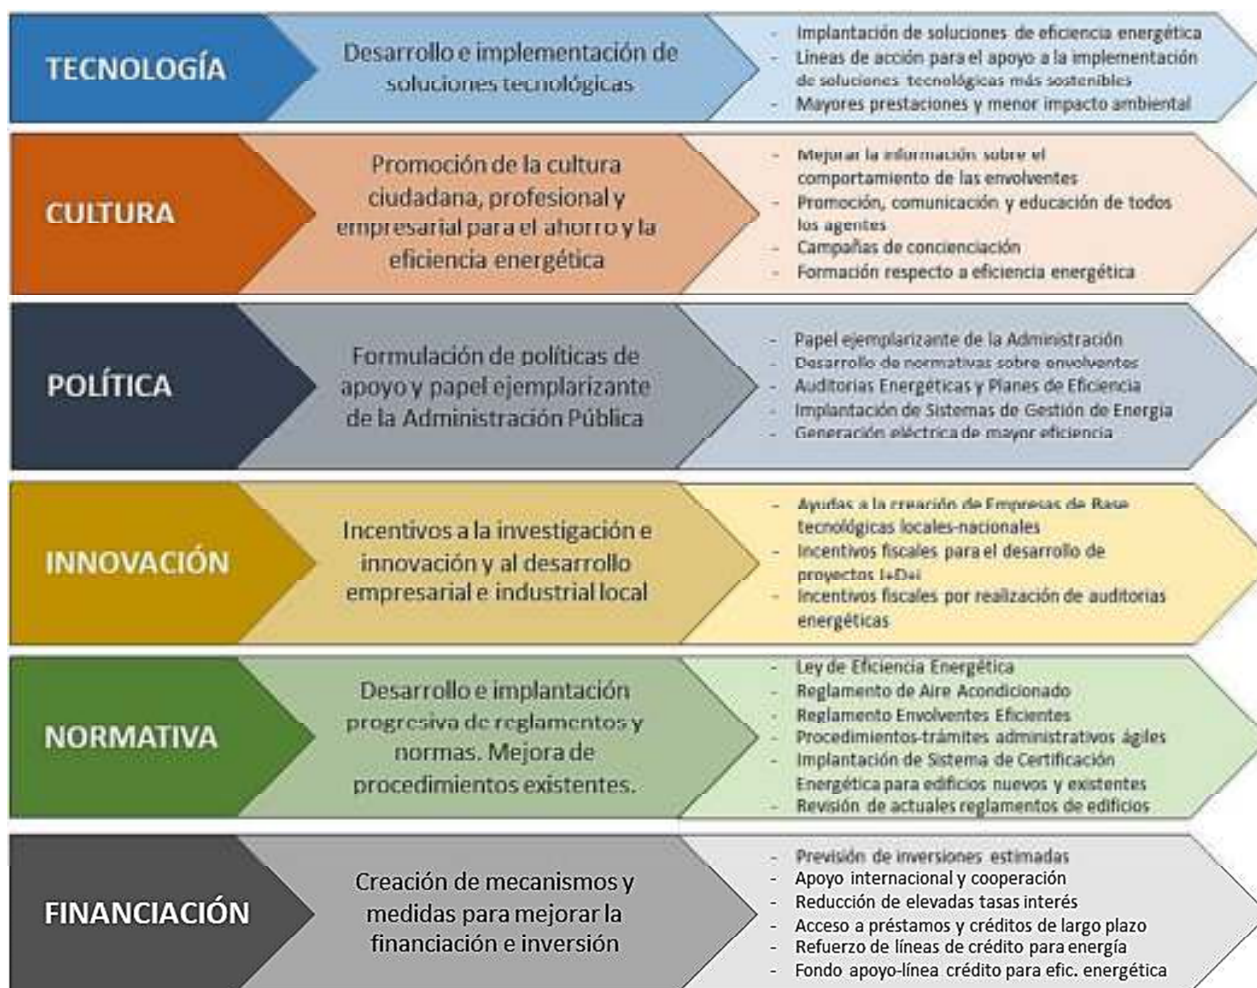 TECNOLOGÍA
Desarrollo e implementación de
soluciones tecnológicas
- Implantación de soluciones de eficiencia energética
- Líneas de acción para el apoyo a la implementación
de soluciones tecnológicas más sostenibles
- Mayores prestaciones y menor impacto ambiental
CULTURA
Promoción de la cultura
ciudadana, profesional y
empresarial para el ahorro y la
eficiencia energética
- Mejorar la información sobre el
comportamiento de las envolventes
- Promoción, comunicación y educación de todos
los agentes
- Campañas de concienciación
- Formación respecto a eficiencia energética
POLÍTICA
Formulación de políticas de
apoyo y papel ejemplarizante
de la Administración Pública
- Papel ejemplarizante de la Administración
- Desarrollo de normativas sobre envolventes
- Auditorias Energéticas y Planes de Eficiencia
- Implantación de Sistemas de Gestión de Energía
- Generación eléctrica de mayor eficiencia
INNOVACIÓN
Incentivos a la investigación e
innovación y al desarrollo
empresarial e industrial local
- Ayudas a la creación de Empresas de Base
tecnológicas locales-nacionales
- Incentivos fiscales para el desarrollo de
proyectos I+D+i
- Incentivos fiscales por realización de auditorias
energéticas
NORMATIVA
Desarrollo e implantación
progresiva de reglamentos y
normas. Mejora de
procedimientos existentes.
- Ley de Eficiencia Energética
- Reglamento de Aire Acondicionado
- Reglamento Envolventes Eficientes
- Procedimientos-trámites administrativos ágiles
- Implantación de Sistema de Certificación
Energética para edificios nuevos y existentes
- Revisión de actuales reglamentos de edificios
FINANCIACIÓN
Creación de mecanismos y
medidas para mejorar la
financiación e inversión
- Previsión de inversiones estimadas
- Apoyo internacional y cooperación
- Reducción de elevadas tasas interés
- Acceso a préstamos y créditos de largo plazo
- Refuerzo de líneas de crédito para energía
- Fondo apoyo-línea crédito para efic. energética